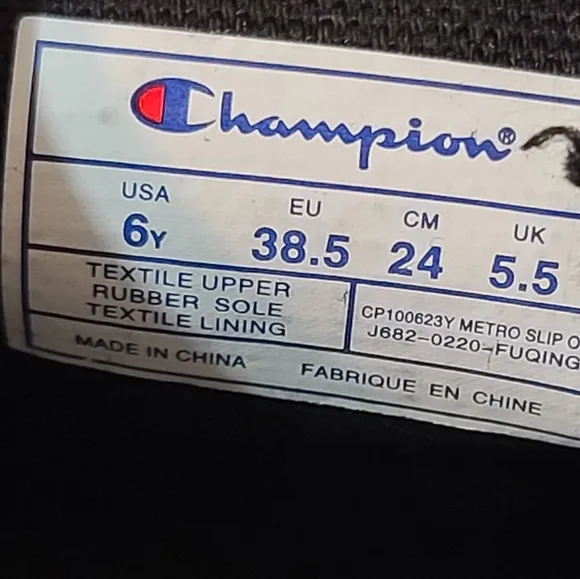 Champion®
USA EU CM UK
6Y 38.5 24 5.5
TEXTILE UPPER
RUBBER SOLE
TEXTILE LINING
CP100623Y METRO SLIP
J682-0220-FUQING
MADE IN CHINA FABRIQUE EN CHINE